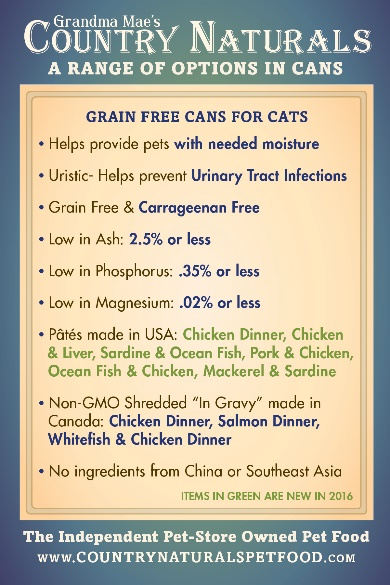 Grandma Mae's
COUNTRY NATURALS
A RANGE OF OPTIONS IN CANS
GRAIN FREE CANS FOR CATS
• Helps provide pets with needed moisture
• Uristic- Helps prevent Urinary Tract Infections
• Grain Free & Carrageenan Free
• Low in Ash: 2.5% or less
• Low in Phosphorus: .35% or less
• Low in Magnesium: .02% or less
• Pâtés made in USA: Chicken Dinner, Chicken
& Liver, Sardine & Ocean Fish, Pork & Chicken,
Ocean Fish & Chicken, Mackerel & Sardine
• Non-GMO Shredded "In Gravy" made in
Canada: Chicken Dinner, Salmon Dinner,
Whitefish & Chicken Dinner
• No ingredients from China or Southeast Asia
ITEMS IN GREEN ARE NEW IN 2016
The Independent Pet-Store Owned Pet Food
WWW.COUNTRYNATURALSPETFOOD.COM